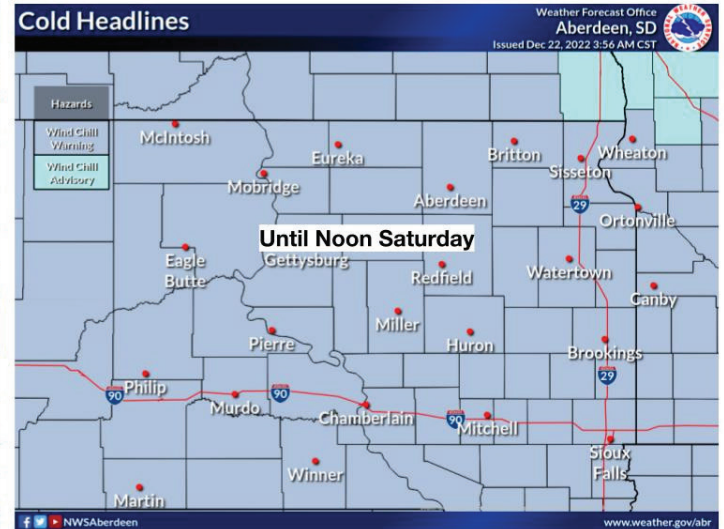 Cold Headlines
Weather Forecast Office
Aberdeen, SD
Issued Dec 22, 2022 3:56 AM CST
Hazards
Wind Chill
Warning
Wind Chill
Advisory
McIntosh
Eureka
Britton
Wheaton
Sisseton
Mobridge
Aberdeen
29
Ortonville
Until Noon Saturday
Eagle
Butte
Gettysburg
Redfield
Watertown
Canby
Miller
Pierre
Huron
Brookings
29
Philip
90
Murdo
90
Chamberlain
90
Mitchell
Sioux
Falls
Winner
Martin
NWSAberdeen
www.weather.gov/abr